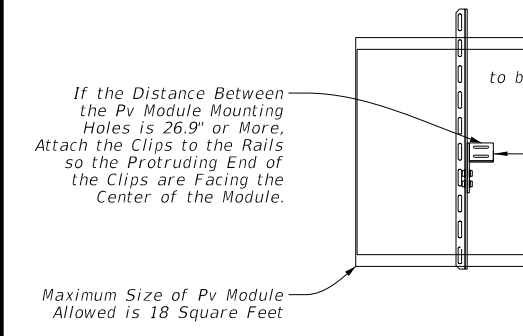 If the Distance Between
the Pv Module Mounting
Holes is 26.9" or More,
Attach the Clips to the Rails
so the Protruding End of
the Clips are Facing the
Center of the Module.
to b
Maximum Size of Pv Module
Allowed is 18 Square Feet